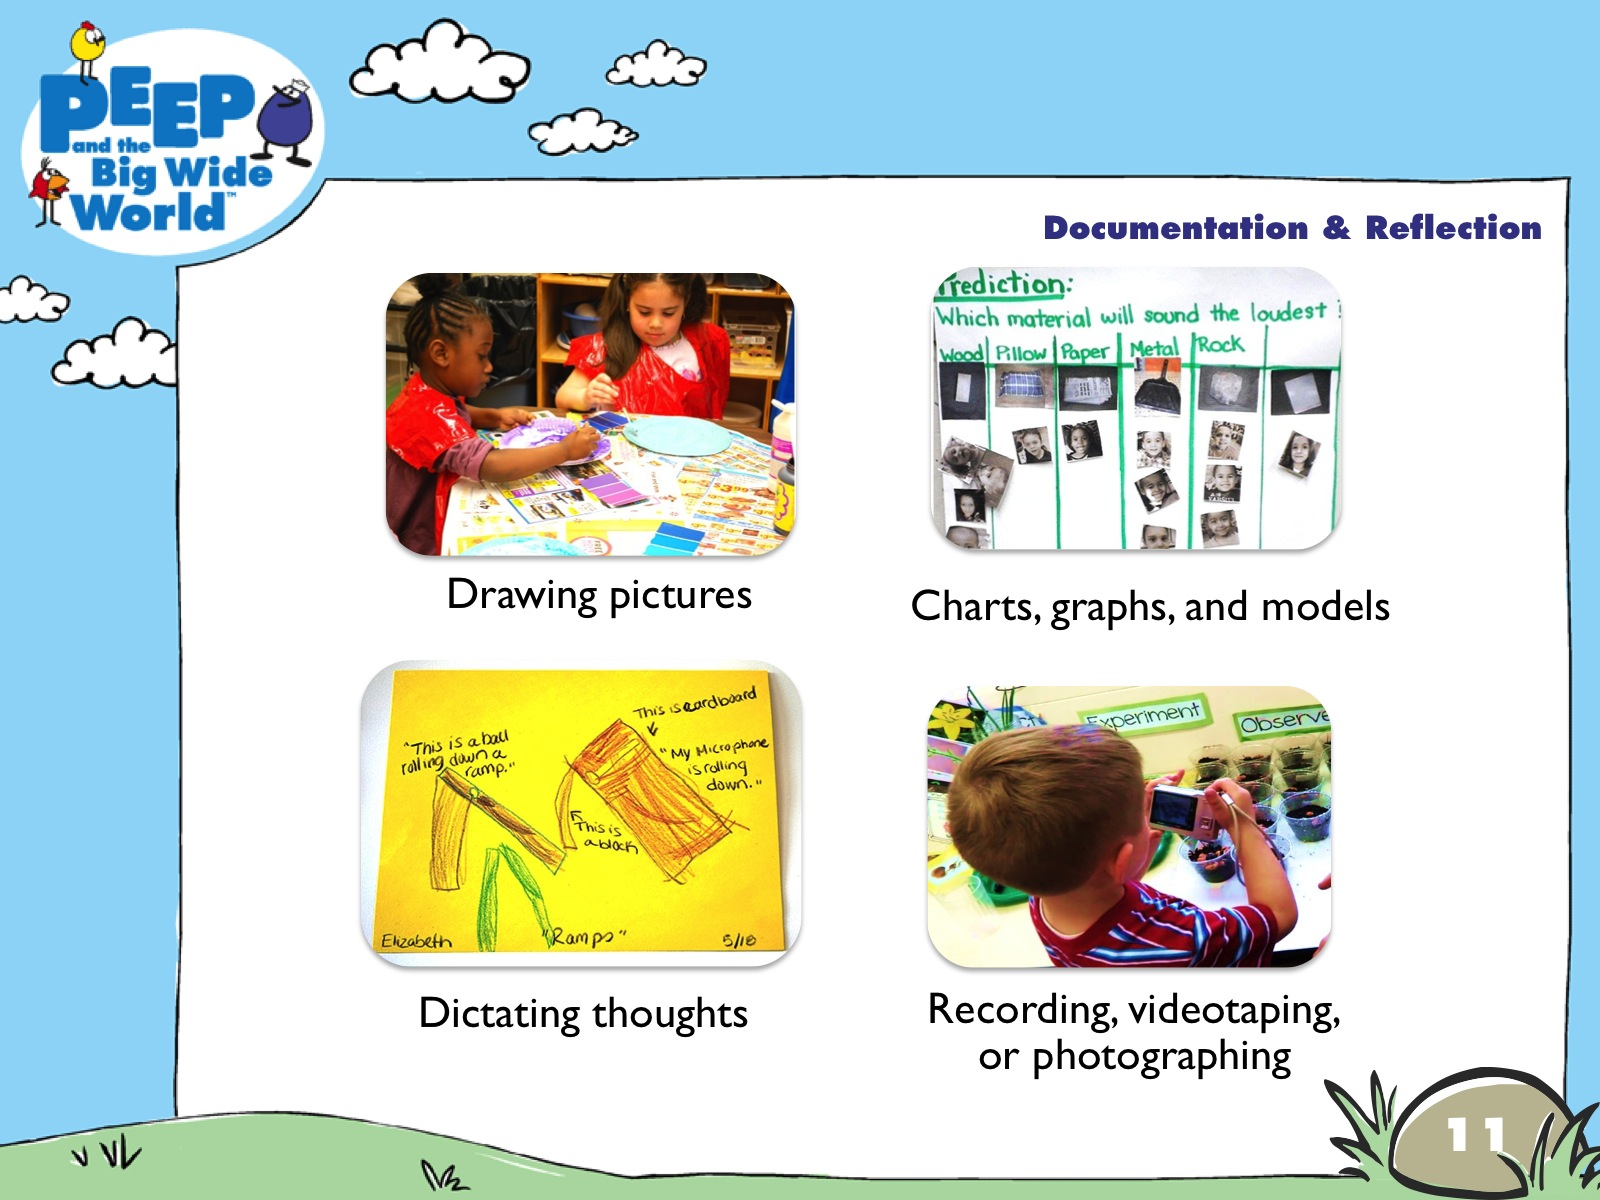 PEEP
and the
Big Wide
World™
Documentation & Reflection
Prediction:
Which material will sound the loudest ?
Wood Pillow Paper Metal Rock
Drawing pictures
Charts, graphs, and models
"This is a ball
rolling down a
ramp."
This is cardboard
"My Microphone
is rolling
down."
This is
a block
Elizabeth
"Ramps"
5/18
Experiment
Observe
Dictating thoughts
Recording, videotaping,
or photographing
11